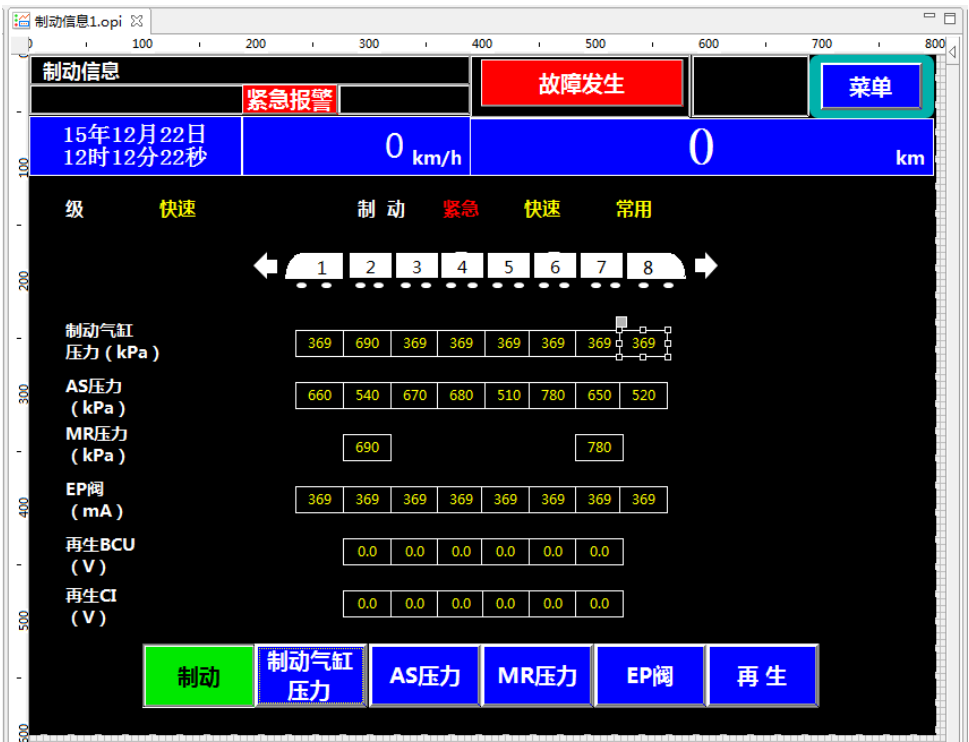 制动信息1.opi
0 100 200 300 400 500 600 700 800
制动信息
故障发生
菜单
紧急报警
15年12月22日
12时12分22秒
0 km/h
0
km
100
级 快速 制 动 紧急 快速 常用
200
1 2 3 4 5 6 7 8
制动气缸
压力(kPa)
369 690 369 369 369 369 369 369
300
AS压力
(kPa)
660 540 670 680 510 780 650 520
MR压力
(kPa)
690 780
400
EP阀
(mA)
369 369 369 369 369 369 369 369
再生BCU
(V)
0.0 0.0 0.0 0.0 0.0 0.0
500
再生CI
(V)
0.0 0.0 0.0 0.0 0.0 0.0
制动
制动气缸
压力
AS压力
MR压力
EP阀
再 生